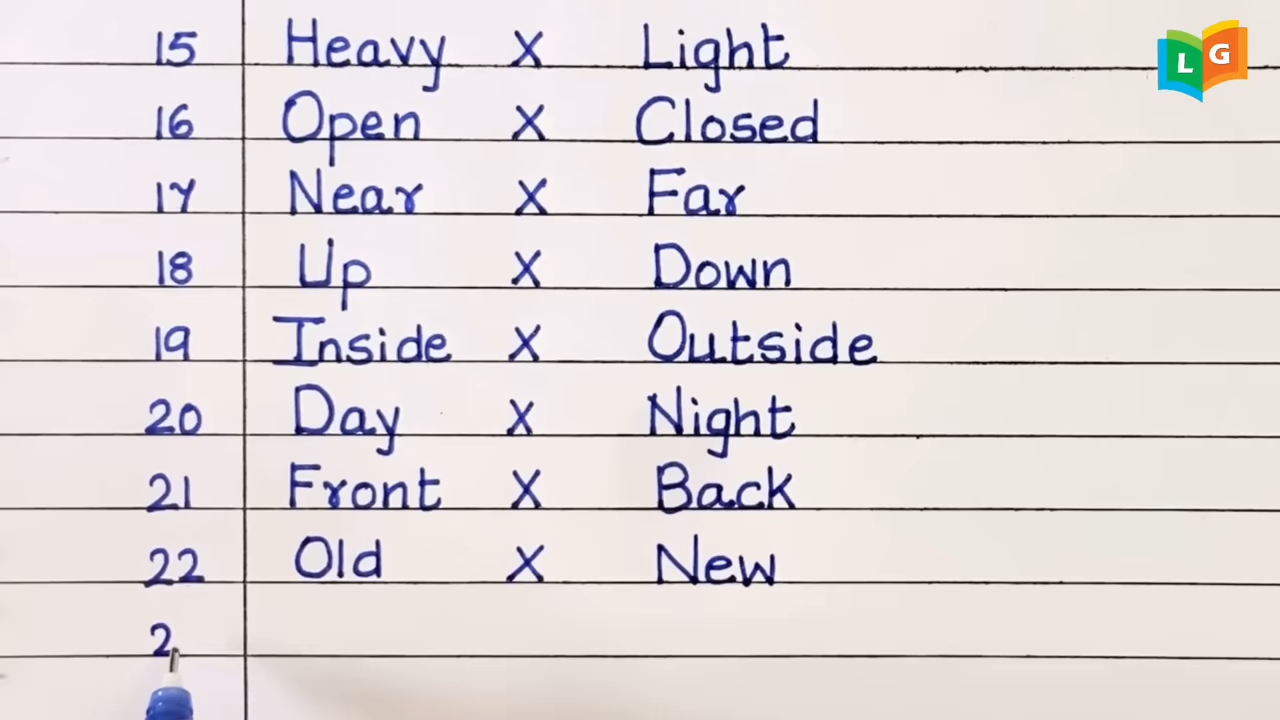 15 Heavy X Light
16 Open X Closed
17 Near X Far
18 Up X Down
19 Inside X Outside
20 Day X Night
21 Front X Back
22 Old X New
2
L G